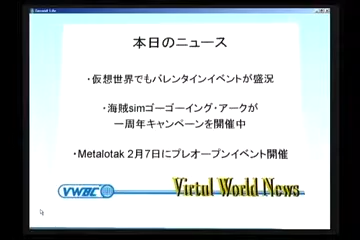 Second Life
本日のニュース
・仮想世界でもバレンタインイベントが盛況
・海賊simゴーゴーイング・アークが
一周年キャンペーンを開催中
・Metalotak 2月7日にプレオープンイベント開催
VWBC
Virtul World News